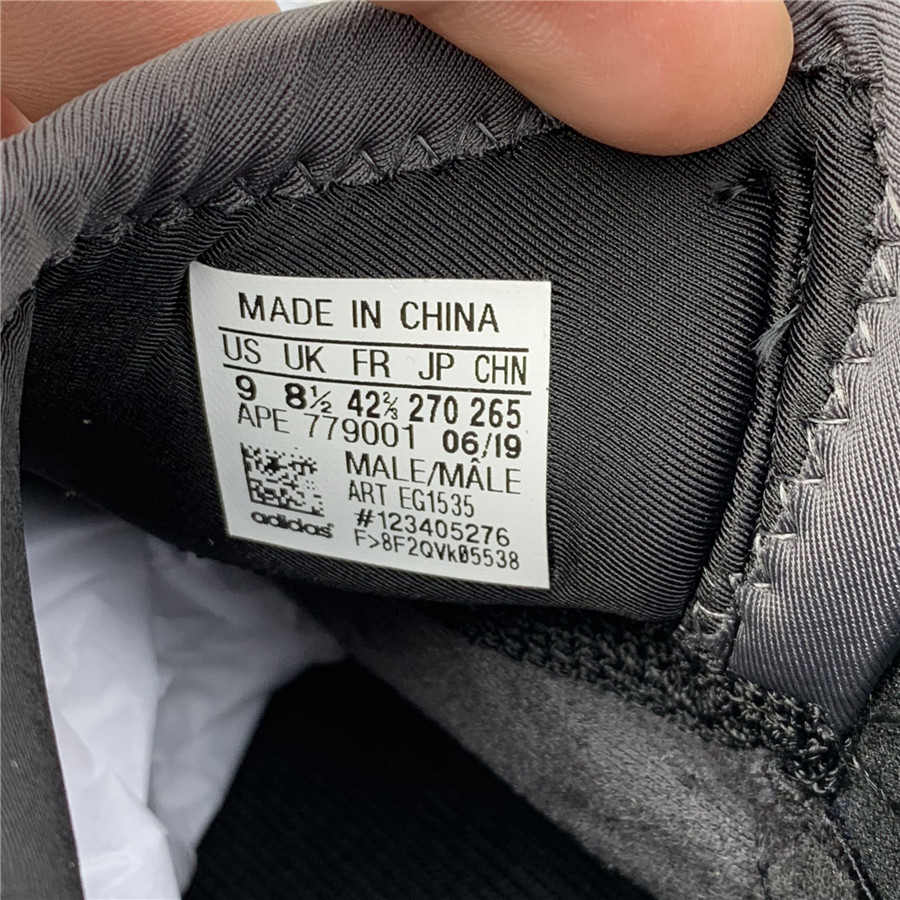 MADE IN CHINA
US UK FR JP CHN
9 8½ 42⅔ 270 265
APE 779001 06/19
MALE/MÂLE
ART EG1535
#123405276
adidas
F>8F2QVk05538